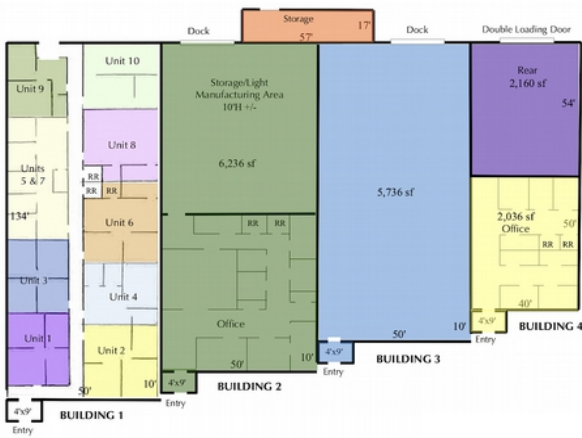 Storage
17'
57'
Dock
Dock
Double Loading Door
Unit 10
Unit 9
Storage/Light
Manufacturing Area
10'H +/-
Rear
2,160 sf
54'
Unit 8
Units
5 & 7
6,236 sf
RR
RR
RR
5,736 sf
134'
Unit 6
RR
RR
2,036 sf
Office
50'
RR
RR
Unit 3
Unit 4
Unit 1
Office
40'
4'x9'
BUILDING 4
Entry
Unit 2
50'
10'
50'
10'
BUILDING 3
4'x9'
Entry
50'
10'
4'x9'
BUILDING 2
Entry
4'x9'
BUILDING 1
Entry